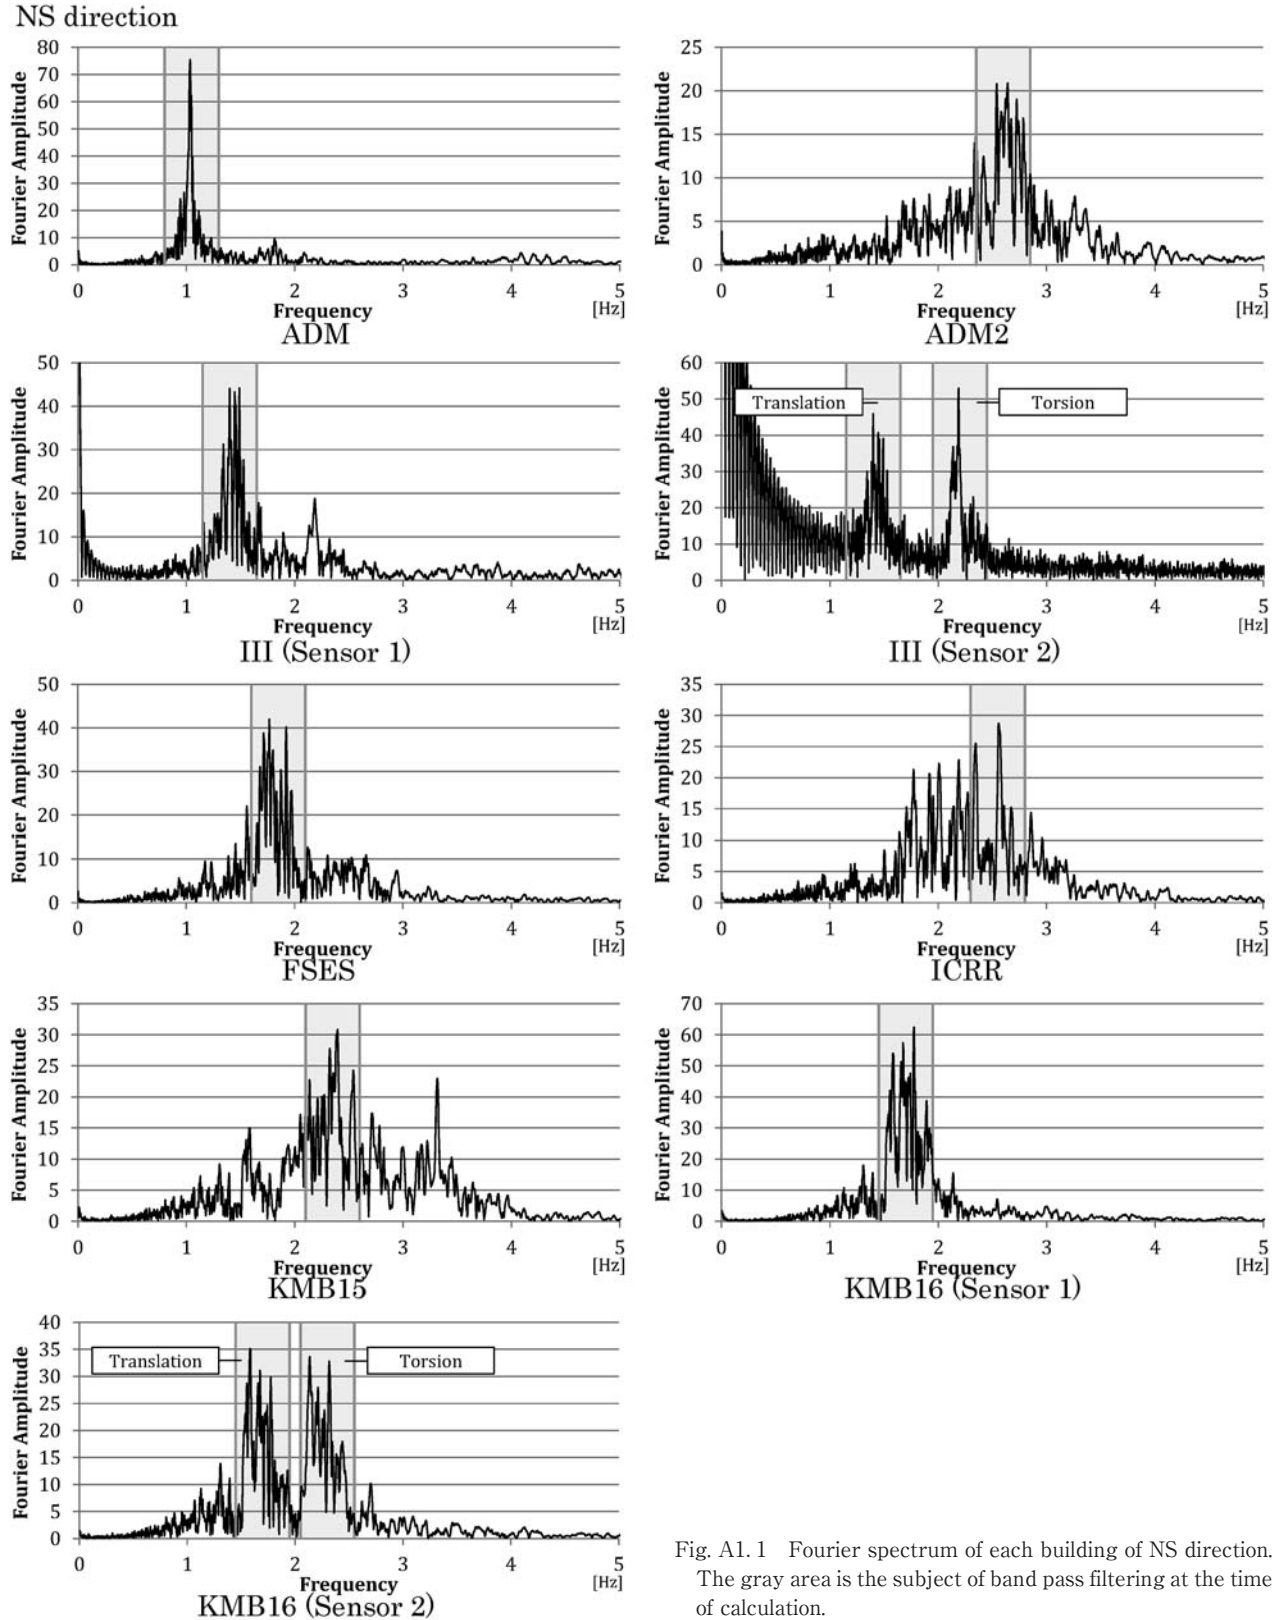 NS direction
Fourier Amplitude
80
70
60
50
40
30
20
10
0
0 1 2 3 4 5
Frequency [Hz]
ADM
Fourier Amplitude
25
20
15
10
5
0
0 1 2 3 4 5
Frequency [Hz]
ADM2
Fourier Amplitude
50
40
30
20
10
0
0 1 2 3 4 5
Frequency [Hz]
III (Sensor 1)
Fourier Amplitude
60
50
40
30
20
10
0
Translation Torsion
0 1 2 3 4 5
Frequency [Hz]
III (Sensor 2)
Fourier Amplitude
50
40
30
20
10
0
0 1 2 3 4 5
Frequency [Hz]
FSES
Fourier Amplitude
35
30
25
20
15
10
5
0
0 1 2 3 4 5
Frequency [Hz]
ICRR
Fourier Amplitude
35
30
25
20
15
10
5
0
0 1 2 3 4 5
Frequency [Hz]
KMB15
Fourier Amplitude
70
60
50
40
30
20
10
0
0 1 2 3 4 5
Frequency [Hz]
KMB16 (Sensor 1)
Fourier Amplitude
40
35
30
25
20
15
10
5
0
Translation Torsion
0 1 2 3 4 5
Frequency [Hz]
KMB16 (Sensor 2)
Fig. A1. 1 Fourier spectrum of each building of NS direction.
The gray area is the subject of band pass filtering at the time
of calculation.